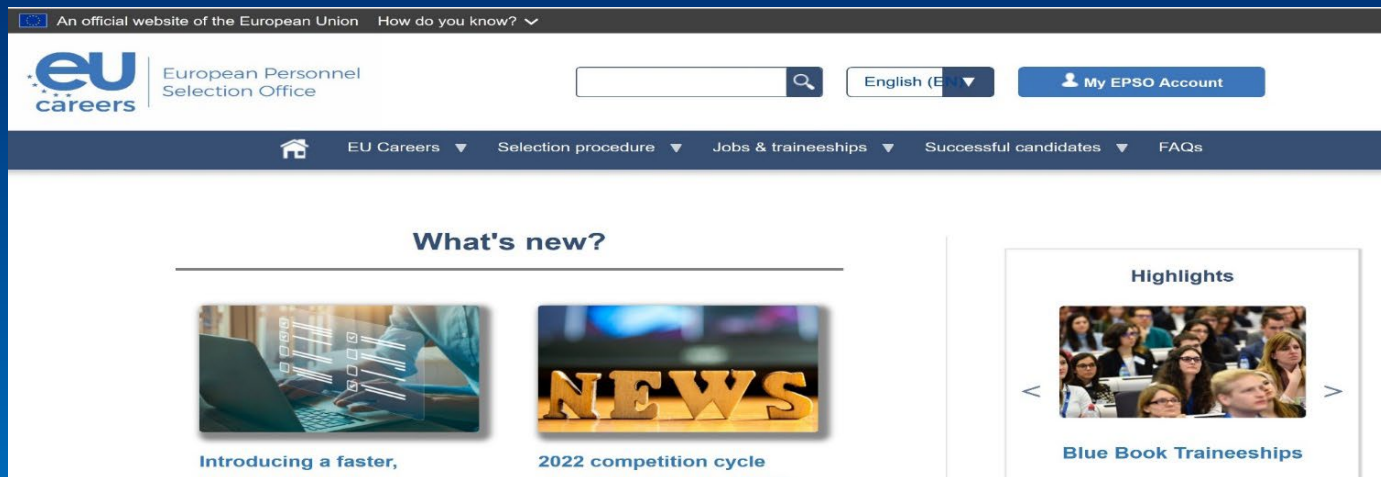 An official website of the European Union How do you know?
eu
careers
European Personnel
Selection Office
English (EN)
My EPSO Account
EU Careers
Selection procedure
Jobs & traineeships
Successful candidates
FAQs
What's new?
NEWS
Introducing a faster,
2022 competition cycle
Highlights
<
>
Blue Book Traineeships